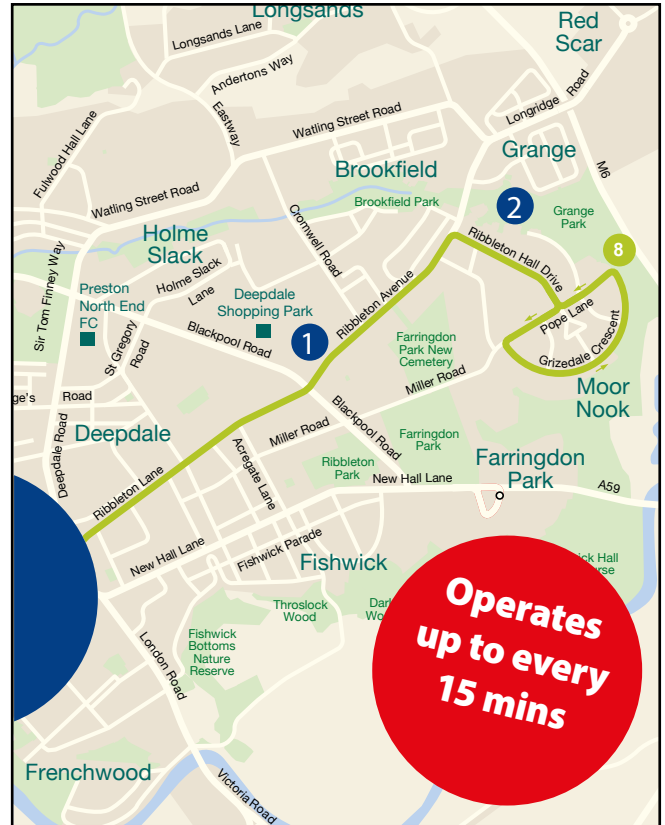 Longsands
Longsands Lane
Red
Scar
Andertons Way
Eastway
Fulwood Hall Lane
Watling Street Road
Longridge Road
Brookfield
Grange
M6
Watling Street Road
Brookfield Park
2
Grange
Park
Cromwell Road
Ribbleton Hall Drive
8
Holme
Slack
Sir Tom Finney Way
Holme Slack
Lane
Preston
North End
FC
Deepdale
Shopping Park
Ribbleton Avenue
Pope Lane
St Gregory
Road
Blackpool Road
1
Farringdon
Park New
Cemetery
Grizedale Crescent
Miller Road
Moor
Nook
ge's
Road
Deepdale Road
Deepdale
Miller Road
Blackpool Road
Farringdon
Park
Acregate Lane
Ribbleton
Park
Farringdon
Park
New Hall Lane
A59
Ribbleton Lane
New Hall Lane
Fishwick Parade
Fishwick
ick Hall
rse
Throslock
Wood
Dar
Wo
Operates
up to every
15 mins
London Road
Fishwick
Bottoms
Nature
Reserve
Frenchwood
Victoria Road